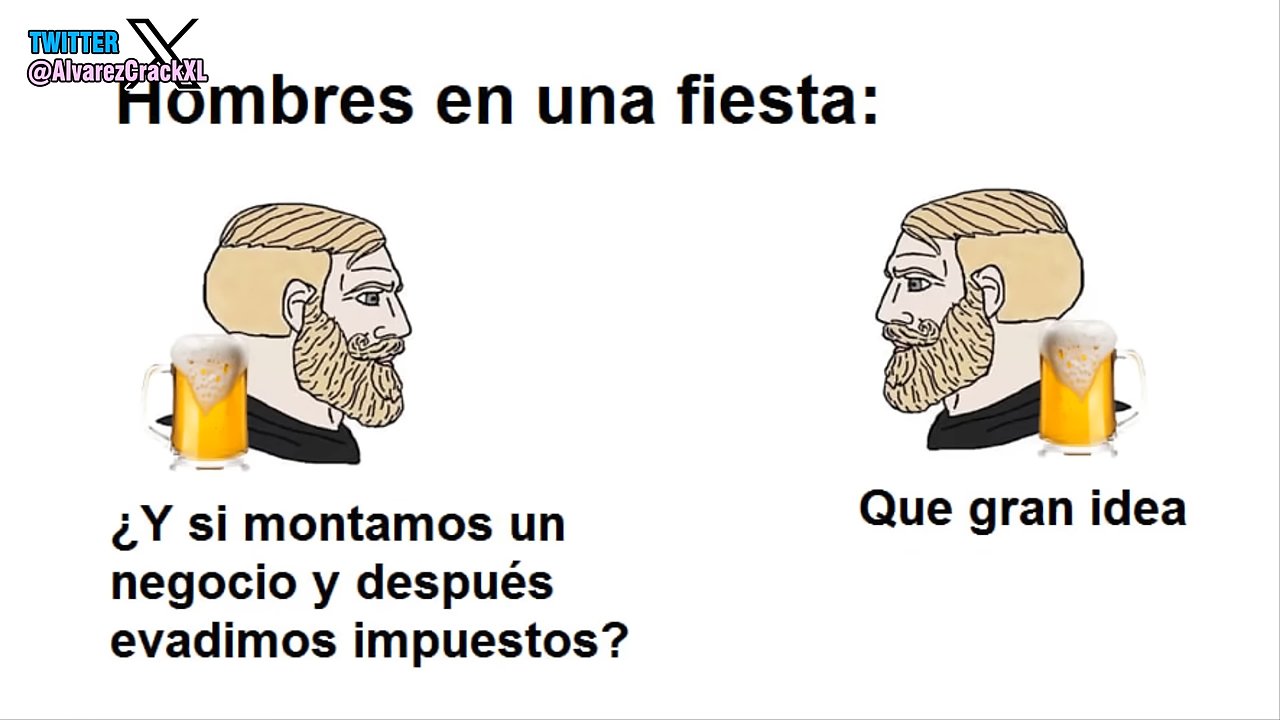 TWITTER
@AlvarezCrackXL
Hombres en una fiesta:
¿Y si montamos un
negocio y después
evadimos impuestos?
Que gran idea